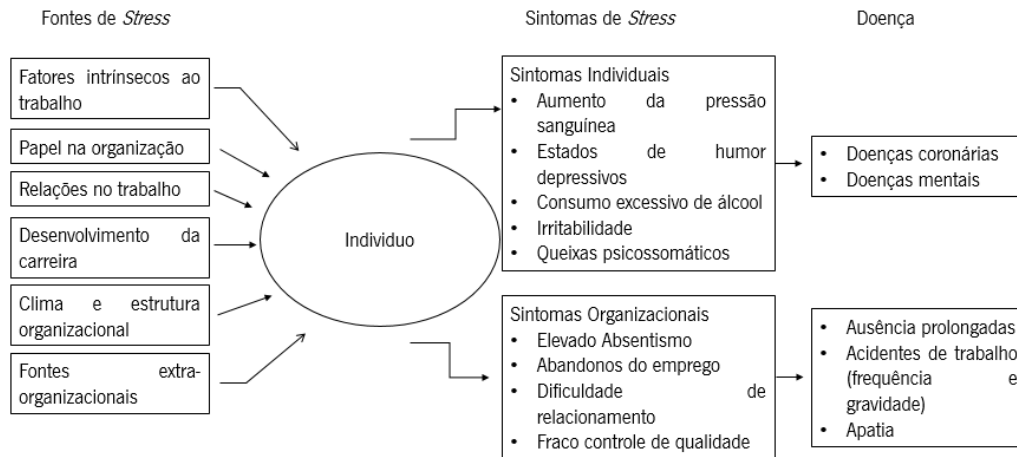 Fontes de Stress
Sintomas de Stress
Doença
Fatores intrínsecos ao
trabalho
Papel na organização
Relações no trabalho
Desenvolvimento da
carreira
Clima e estrutura
organizacional
Fontes extra-
organizacionais
Individuo
Sintomas Individuais
• Aumento da pressão
sanguínea
• Estados de humor
depressivos
• Consumo excessivo de álcool
• Irritabilidade
• Queixas psicossomáticos
Sintomas Organizacionais
• Elevado Absentismo
• Abandonos do emprego
• Dificuldade de
relacionamento
• Fraco controle de qualidade
• Doenças coronárias
• Doenças mentais
• Ausência prolongadas
• Acidentes de trabalho
(frequência e
gravidade)
• Apatia